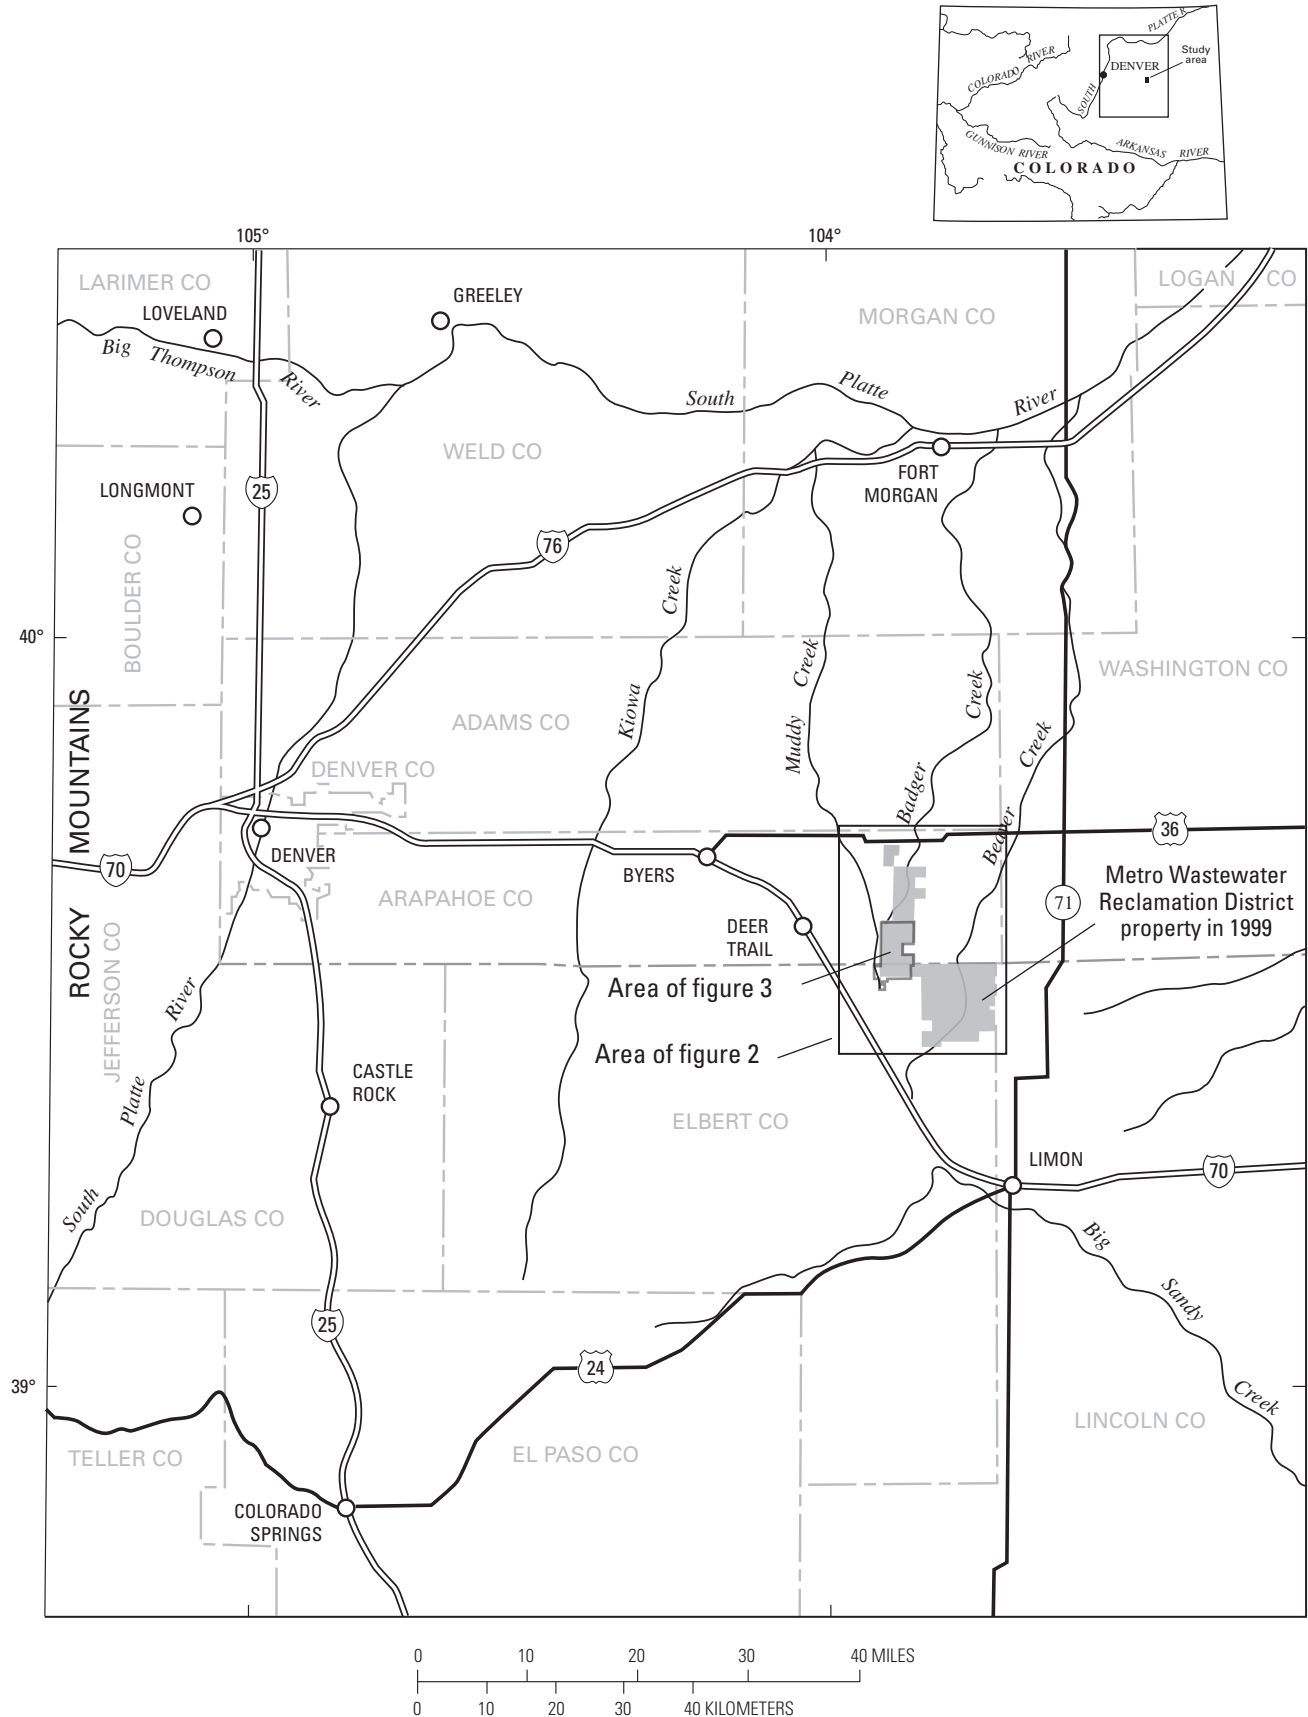 PLATTE R
Study
area
COLORADO RIVER
DENVER
SOUTH
GUNNISON RIVER
ARKANSAS RIVER
COLORADO
105°
104°
LARIMER CO
LOGAN CO
LOVELAND
GREELEY
MORGAN CO
Big Thompson River
South Platte River
WELD CO
FORT
MORGAN
LONGMONT
25
76
BOULDER CO
Creek
40°
Creek
Creek
WASHINGTON CO
Kiowa
Muddy
Creek
ADAMS CO
DENVER CO
Badger
Beaver
ROCKY MOUNTAINS
36
DENVER
70
BYERS
ARAPAHOE CO
71
Metro Wastewater
Reclamation District
property in 1999
DEER
TRAIL
JEFFERSON CO
Area of figure 3
River
Area of figure 2
CASTLE
ROCK
Platte
ELBERT CO
LIMON
70
South
DOUGLAS CO
Big
Sandy
25
24
39°
Creek
LINCOLN CO
TELLER CO
EL PASO CO
COLORADO
SPRINGS
0 10 20 30 40 MILES
0 10 20 30 40 KILOMETERS